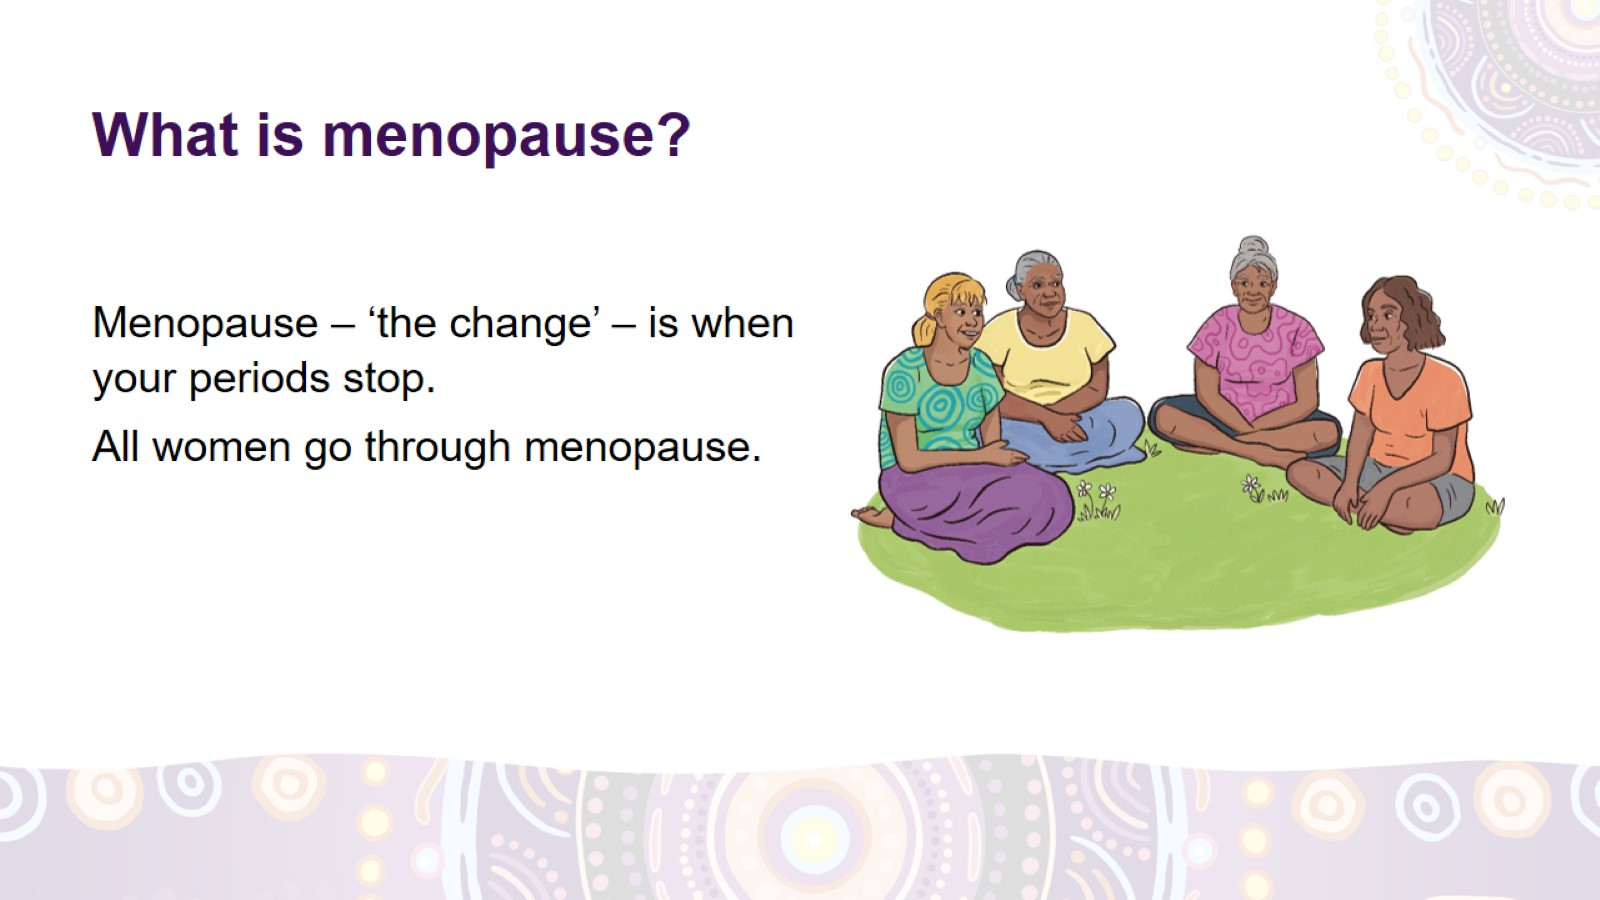 What is menopause?
Menopause – ‘the change’ – is when
your periods stop.
All women go through menopause.